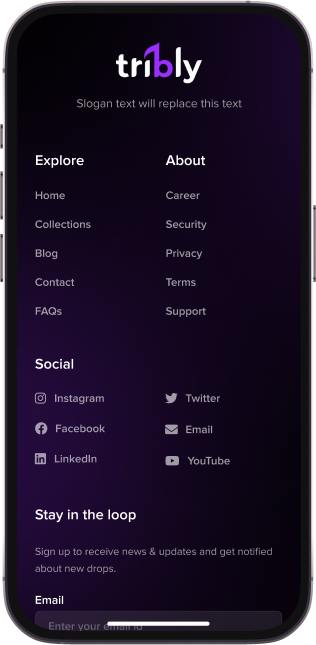 tribly
Slogan text will replace this text
Explore
About
Home
Career
Collections
Security
Blog
Privacy
Contact
Terms
FAQs
Support
Social
Instagram
Twitter
Facebook
Email
LinkedIn
YouTube
Stay in the loop
Sign up to receive news & updates and get notified
about new drops.
Email
Enter your email id